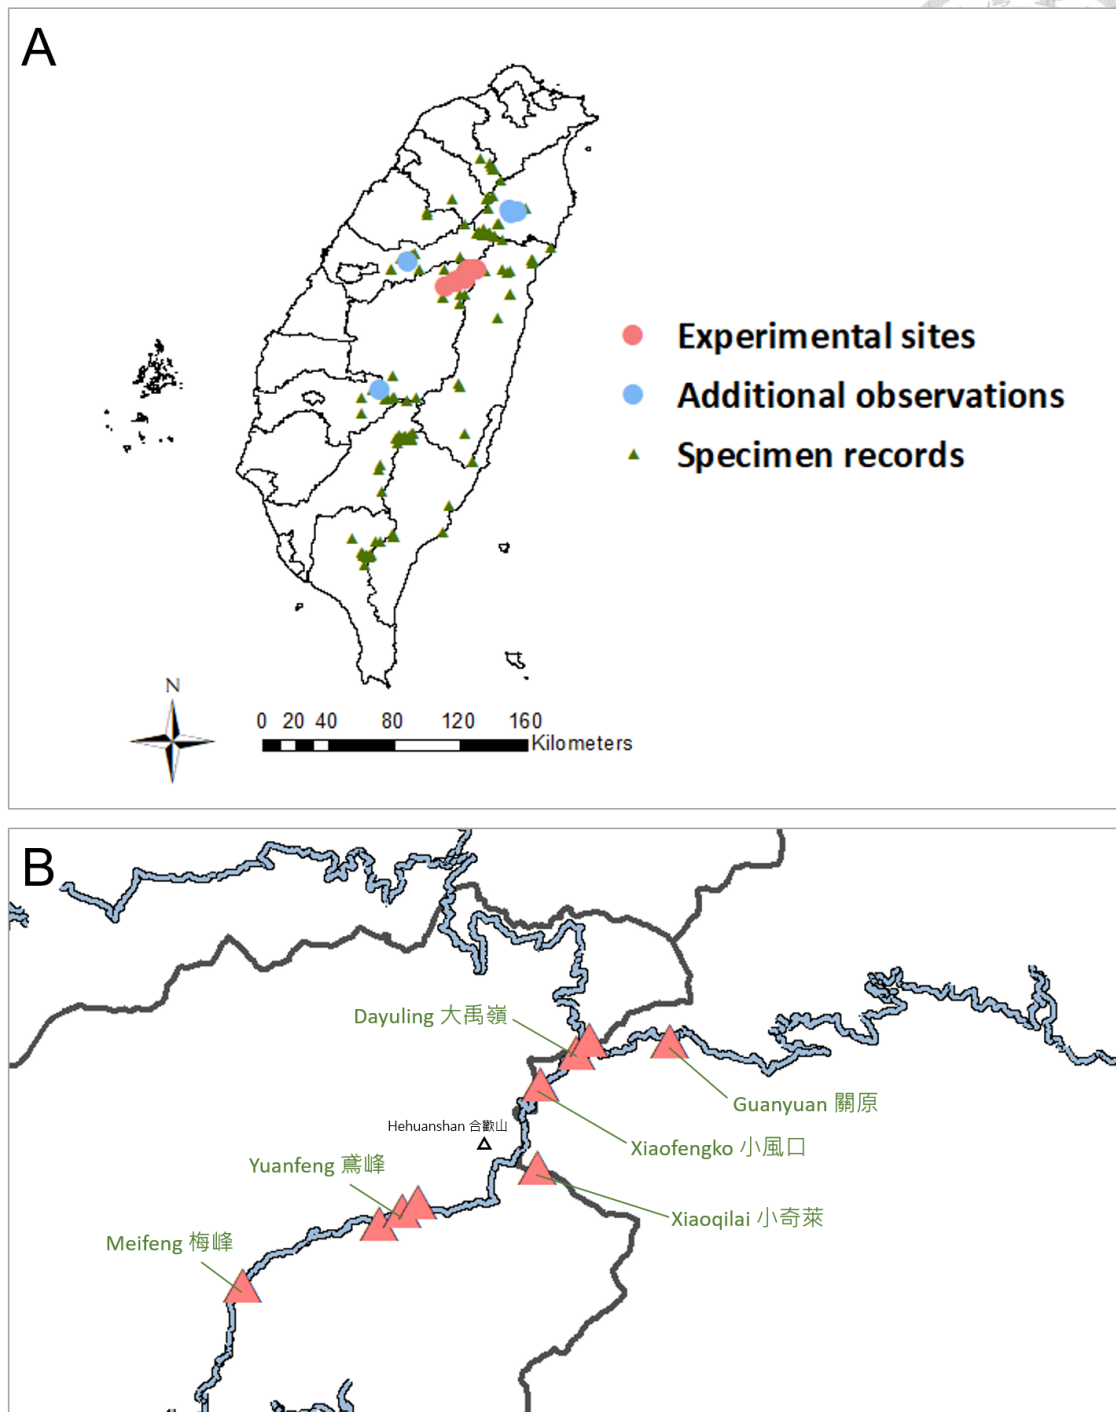 A
Experimental sites
Additional observations
Specimen records
N
0 20 40 80 120 160
Kilometers
B
Dayuling 大禹嶺
Guanyuan 關原
Hehuanshan 合歡山
Xiaofengko 小風口
Yuanfeng 鳶峰
Xiaoqilai 小奇萊
Meifeng 梅峰